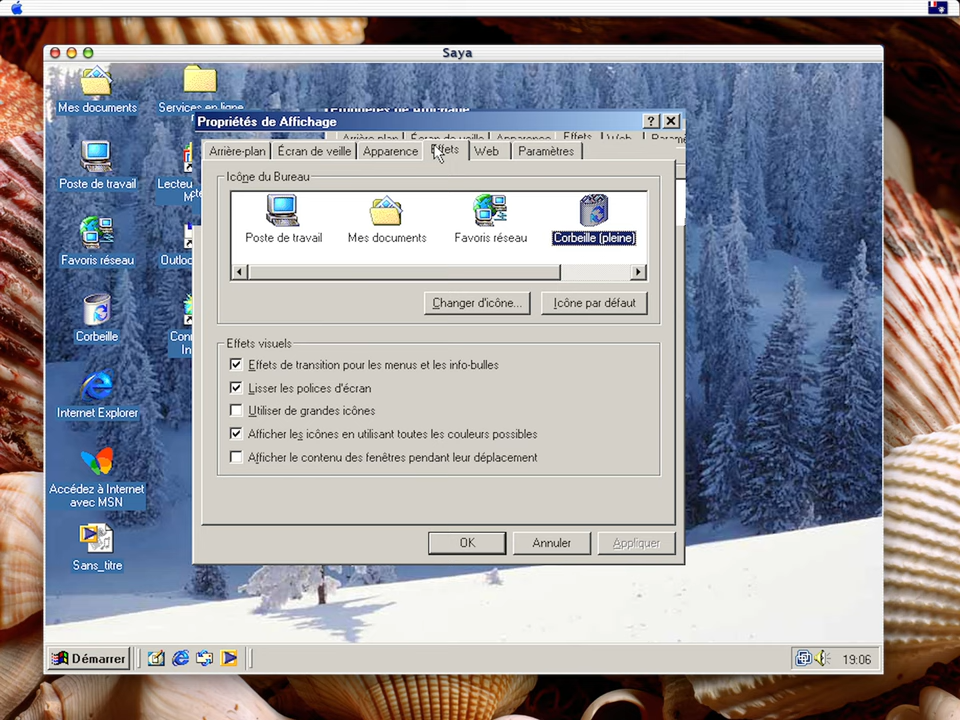 Saya
Mes documents
Services en ligne
Propriétés de Affichage
Arrière-plan
Écran de veille
Apparence
Effets
Web
Paramètres
Icône du Bureau
Poste de travail
Mes documents
Favoris réseau
Corbeille (pleine)
Changer d'icône...
Icône par défaut
Effets visuels
Effets de transition pour les menus et les info-bulles
Lisser les polices d'écran
Utiliser de grandes icônes
Afficher les icônes en utilisant toutes les couleurs possibles
Afficher le contenu des fenêtres pendant leur déplacement
OK
Annuler
Appliquer
Poste de travail
Favoris réseau
Corbeille
Internet Explorer
Accédez à Internet
avec MSN
Sans_titre
Démarrer
19:06